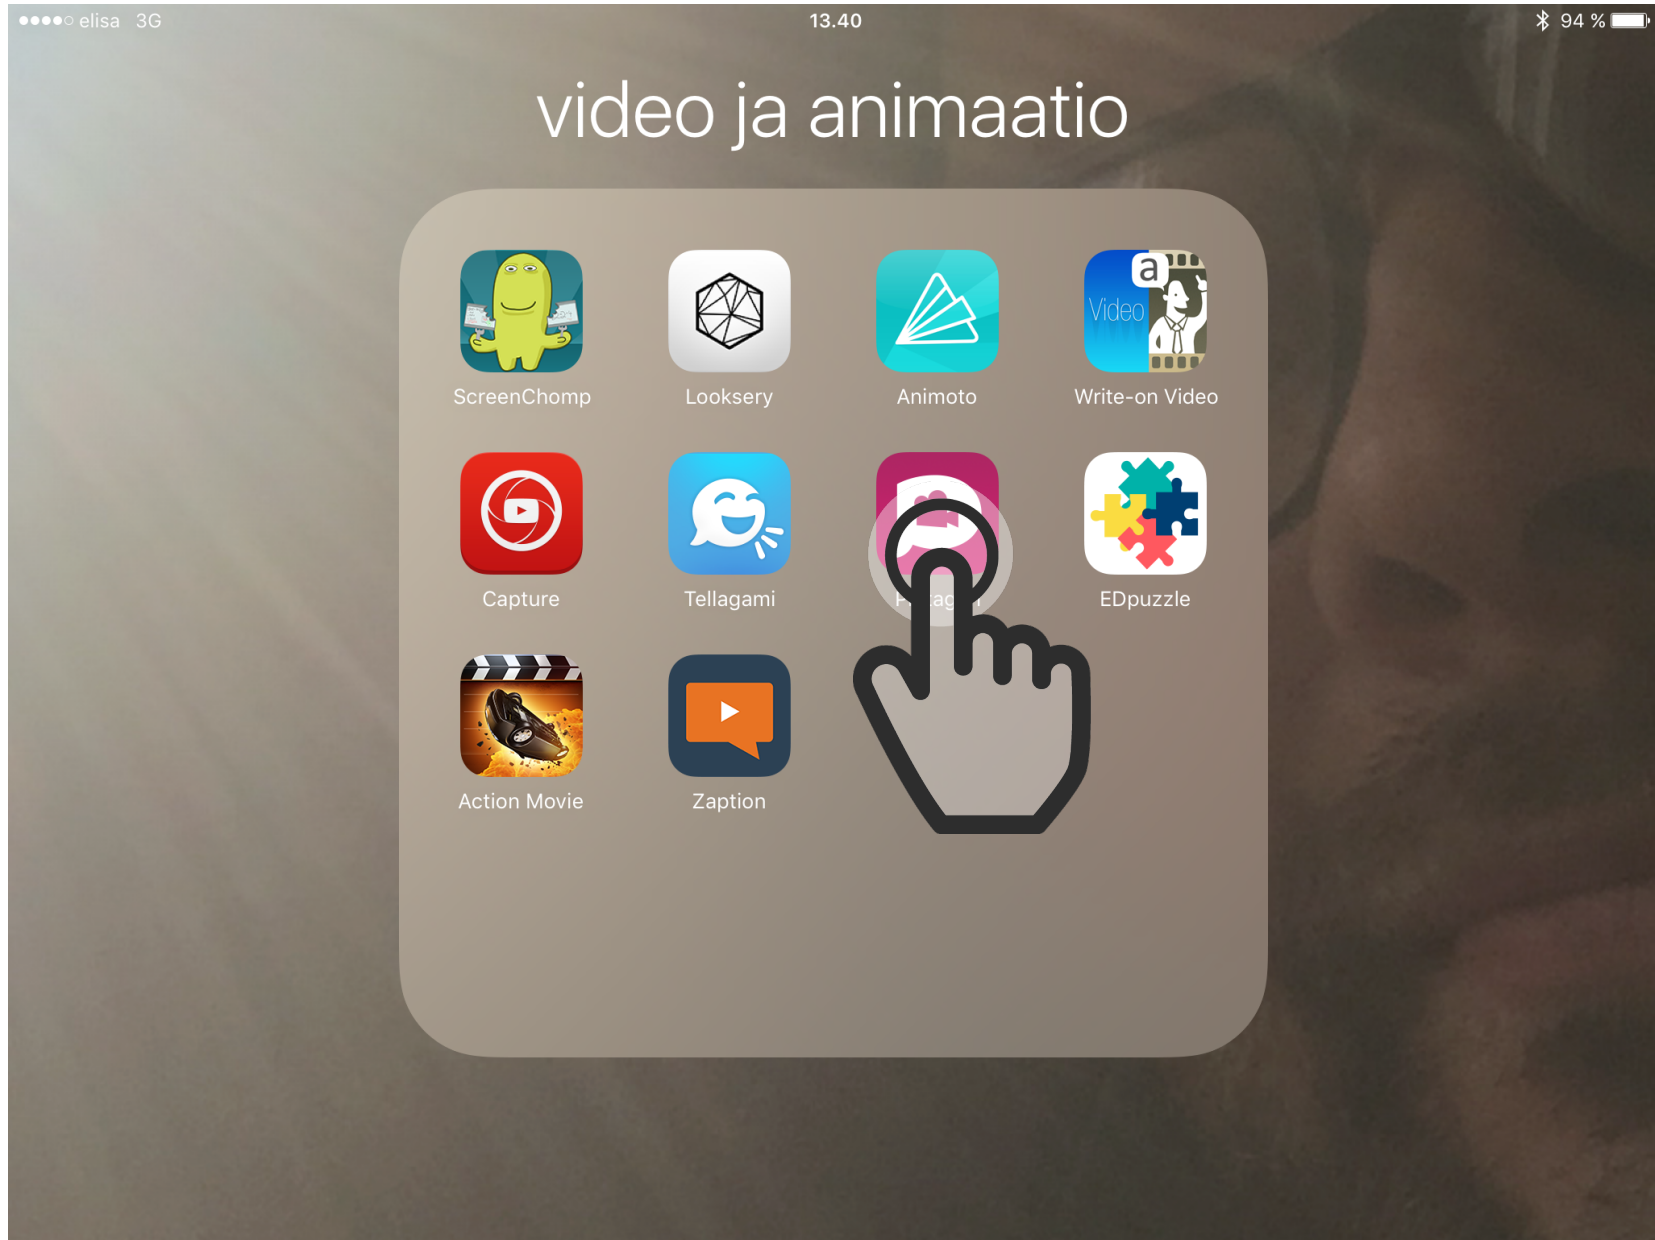 elisa 3G 13.40 94 %
video ja animaatio
a
Video
ScreenChomp Looksery Animoto Write-on Video
Capture Tellagami EDpuzzle
Action Movie Zaption